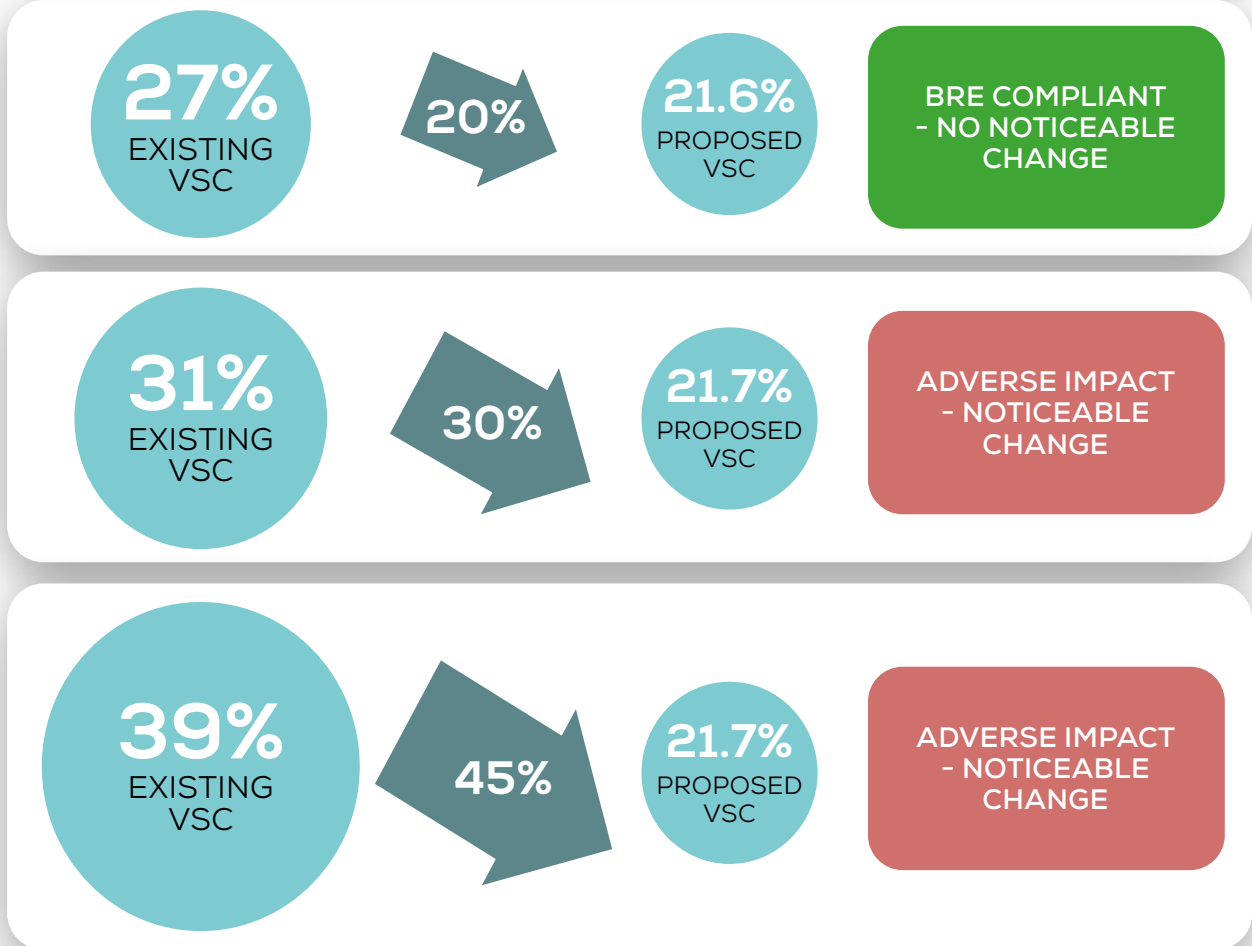 27%
EXISTING
VSC
20%
21.6%
PROPOSED
VSC
BRE COMPLIANT
- NO NOTICEABLE
CHANGE
31%
EXISTING
VSC
30%
21.7%
PROPOSED
VSC
ADVERSE IMPACT
- NOTICEABLE
CHANGE
39%
EXISTING
VSC
45%
21.7%
PROPOSED
VSC
ADVERSE IMPACT
- NOTICEABLE
CHANGE